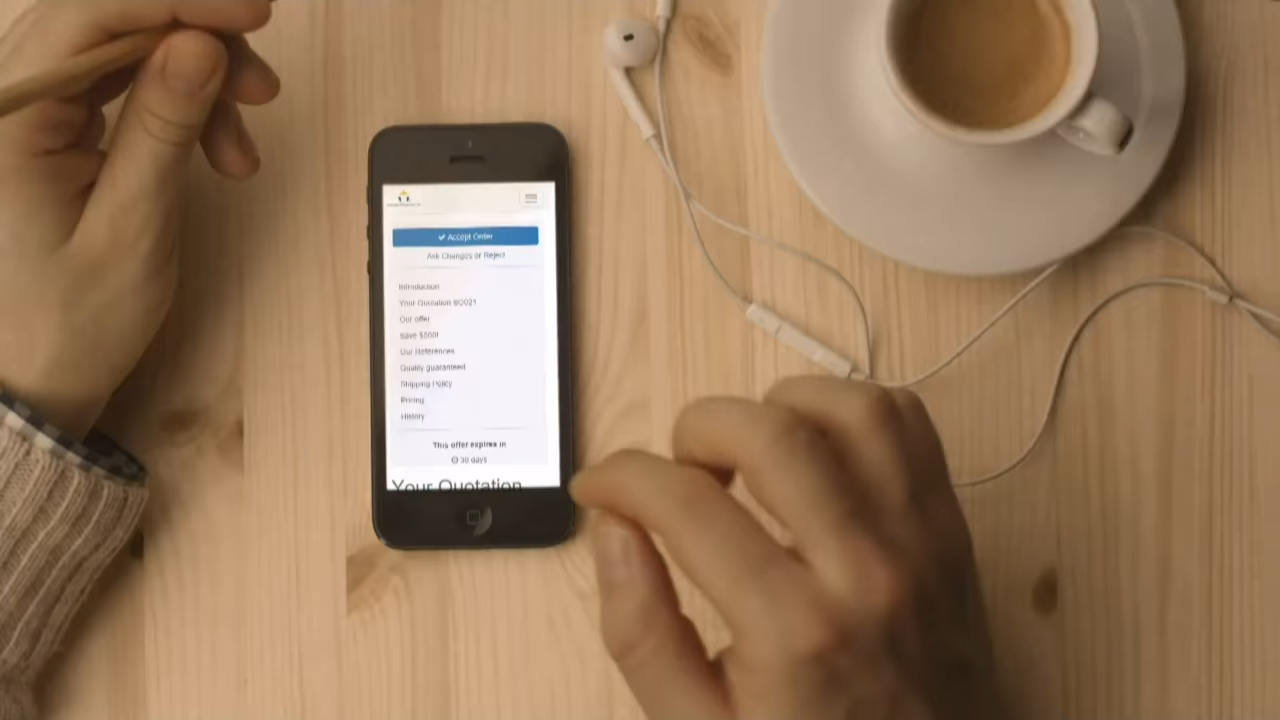 Accept Order
Ask Changes or Reject
Introduction
Your Quotation SO021
Our offer
Save $500!
Our References
Quality guaranteed
Shipping Policy
Pricing
History
This offer expires in
30 days
Your Quotation